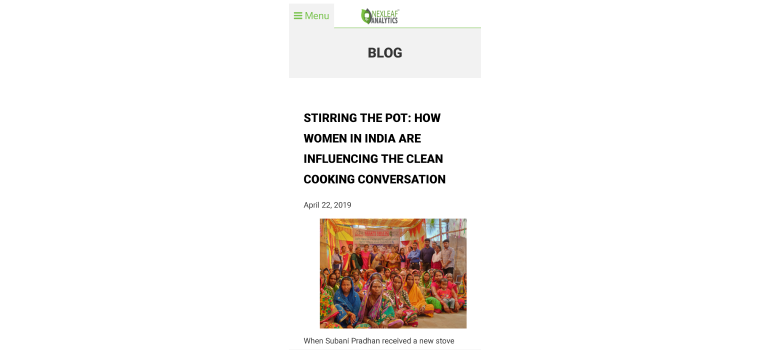 Menu
NEXLEAF
ANALYTICS
BLOG
STIRRING THE POT: HOW
WOMEN IN INDIA ARE
INFLUENCING THE CLEAN
COOKING CONVERSATION
April 22, 2019
When Subani Pradhan received a new stove